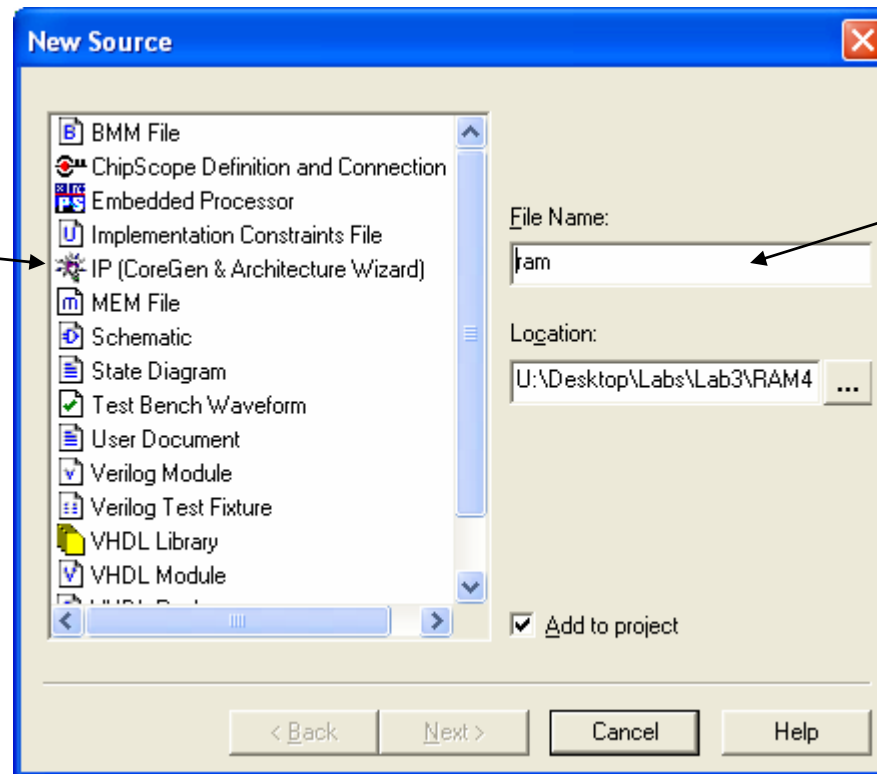 New Source
BMM File
ChipScope Definition and Connection
Embedded Processor
Implementation Constraints File
IP (CoreGen & Architecture Wizard)
MEM File
Schematic
State Diagram
Test Bench Waveform
User Document
Verilog Module
Verilog Test Fixture
VHDL Library
VHDL Module
File Name:
ram
Location:
U:\Desktop\Labs\Lab3\RAM4
...
Add to project
< Back
Next >
Cancel
Help